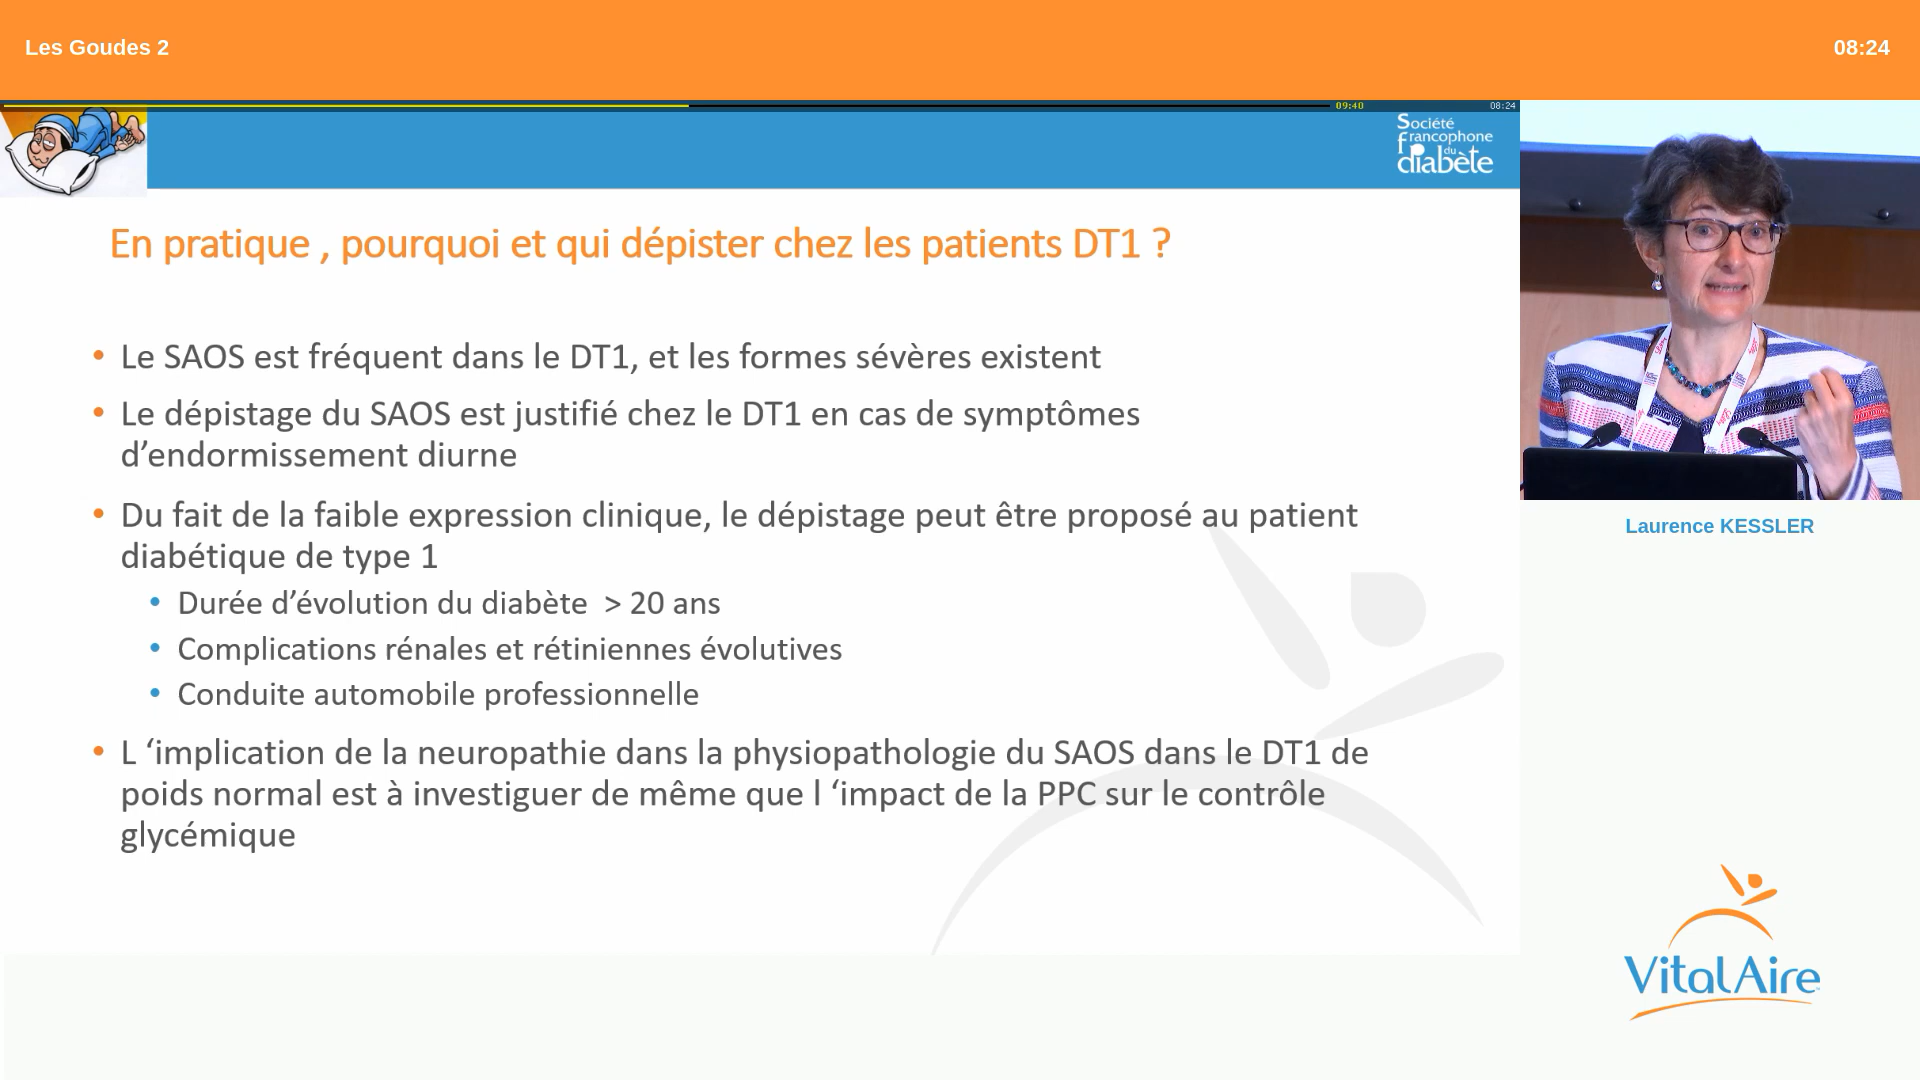 Les Goudes 2
08:24
09:40
08:24
Société
francophone
du
diabète
En pratique , pourquoi et qui dépister chez les patients DT1 ?
• Le SAOS est fréquent dans le DT1, et les formes sévères existent
• Le dépistage du SAOS est justifié chez le DT1 en cas de symptômes
d’endormissement diurne
• Du fait de la faible expression clinique, le dépistage peut être proposé au patient
diabétique de type 1
• Durée d’évolution du diabète  > 20 ans
• Complications rénales et rétiniennes évolutives
• Conduite automobile professionnelle
• L ‘implication de la neuropathie dans la physiopathologie du SAOS dans le DT1 de
poids normal est à investiguer de même que l ‘impact de la PPC sur le contrôle
glycémique
Laurence KESSLER
VitalAire